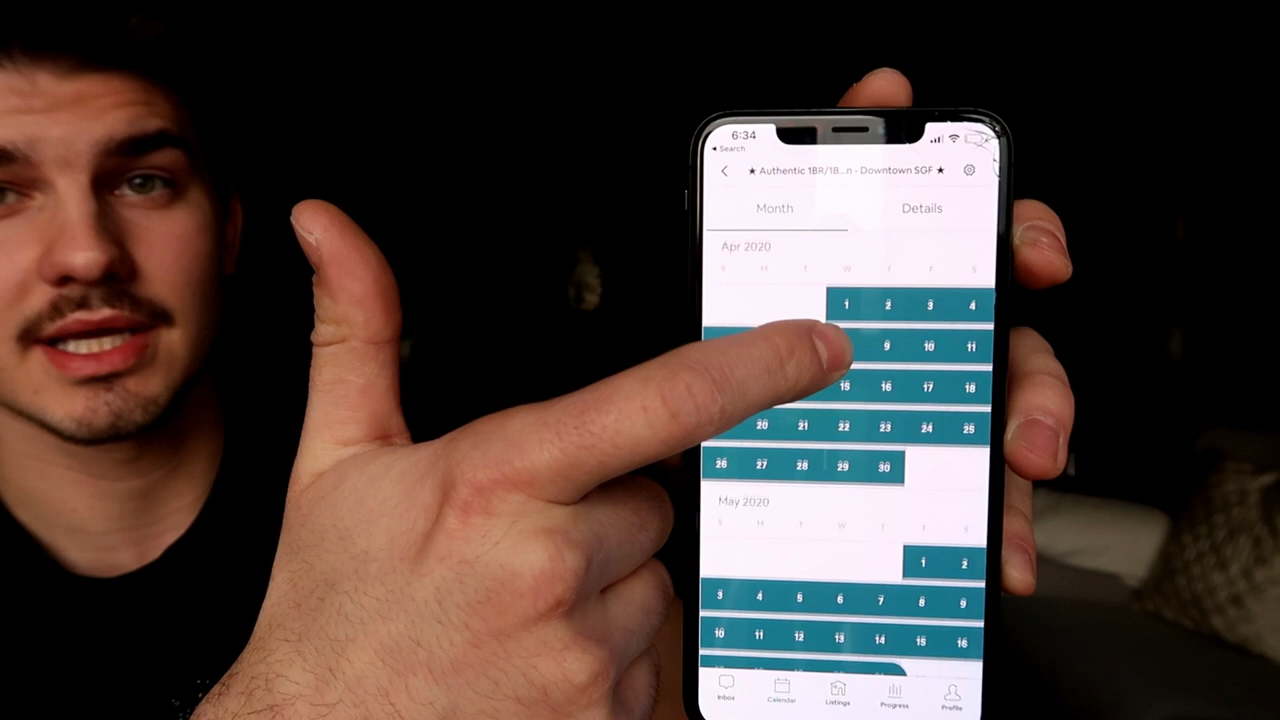 6:34
Search
★ Authentic 1BR/1B...n - Downtown SGF ★
Month Details
Apr 2020
S M T W T F S
1 2 3 4
9 10 11
15 16 17 18
20 21 22 23 24 25
26 27 28 29 30
May 2020
S M T W T F S
1 2
3 4 5 6 7 8 9
10 11 12 13 14 15 16
Inbox Calendar Listings Progress Profile